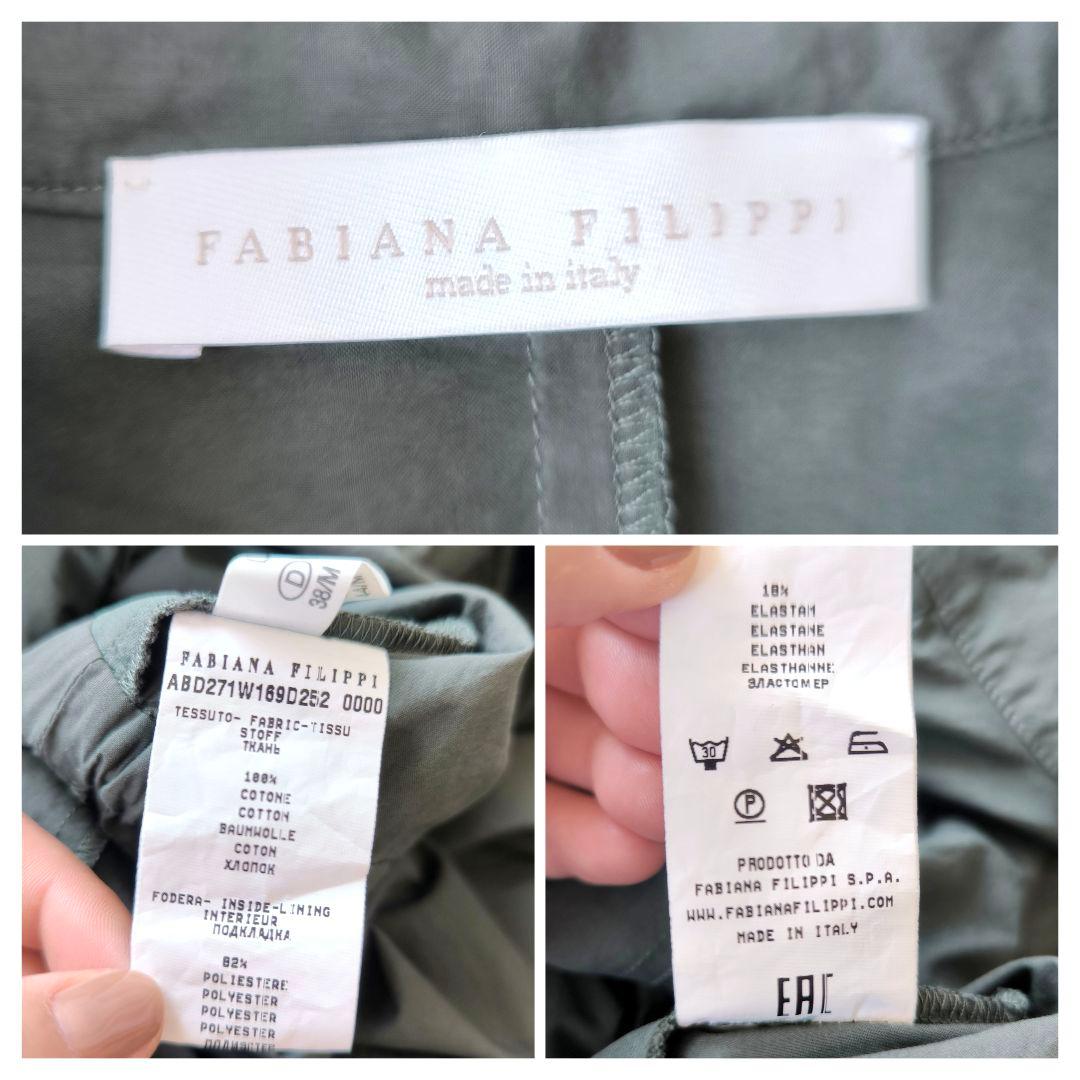 FABIANA FILIPPI
made in italy
D
38/M
FABIANA FILIPPI
ABD271W169D252 0000
TESSUTO- FABRIC-TISSU
STOFF
ТКАНЬ
100%
COTONE
COTTON
BAUMWOLLE
COTON
ХЛОПОК
FODERA- INSIDE-LINING
INTERIEUR
ПОДКЛАДКА
82%
POLIESTERE
POLYESTER
POLYESTER
POLYESTER
ПОЛИЭСТЕР
18%
ELASTAM
ELASTANE
ELASTHAN
ELASTHANNE
ЭЛАСТОМЕР
30
P
PRODOTTO DA
FABIANA FILIPPI S.P.A.
WWW.FABIANAFILIPPI.COM
MADE IN ITALY
EAC